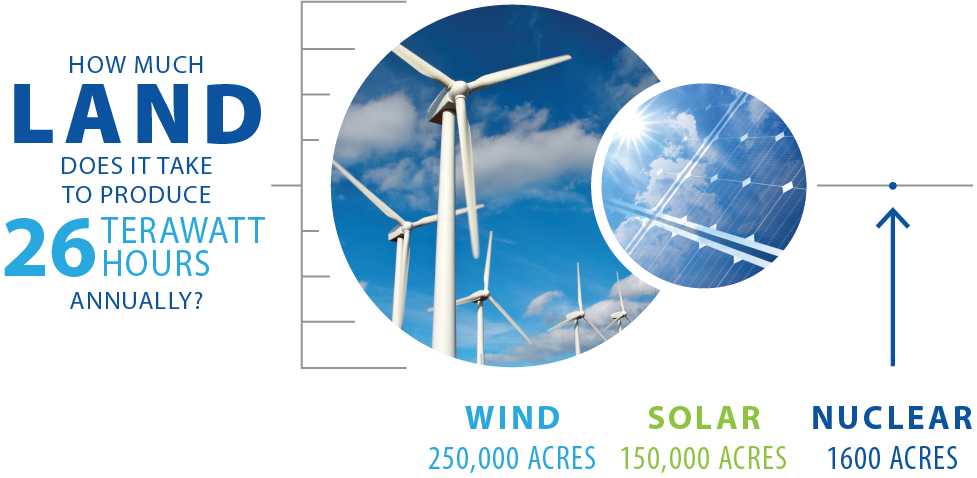 HOW MUCH
LAND
DOES IT TAKE
TO PRODUCE
26 TERAWATT
HOURS
ANNUALLY?
WIND
250,000 ACRES
SOLAR
150,000 ACRES
NUCLEAR
1600 ACRES